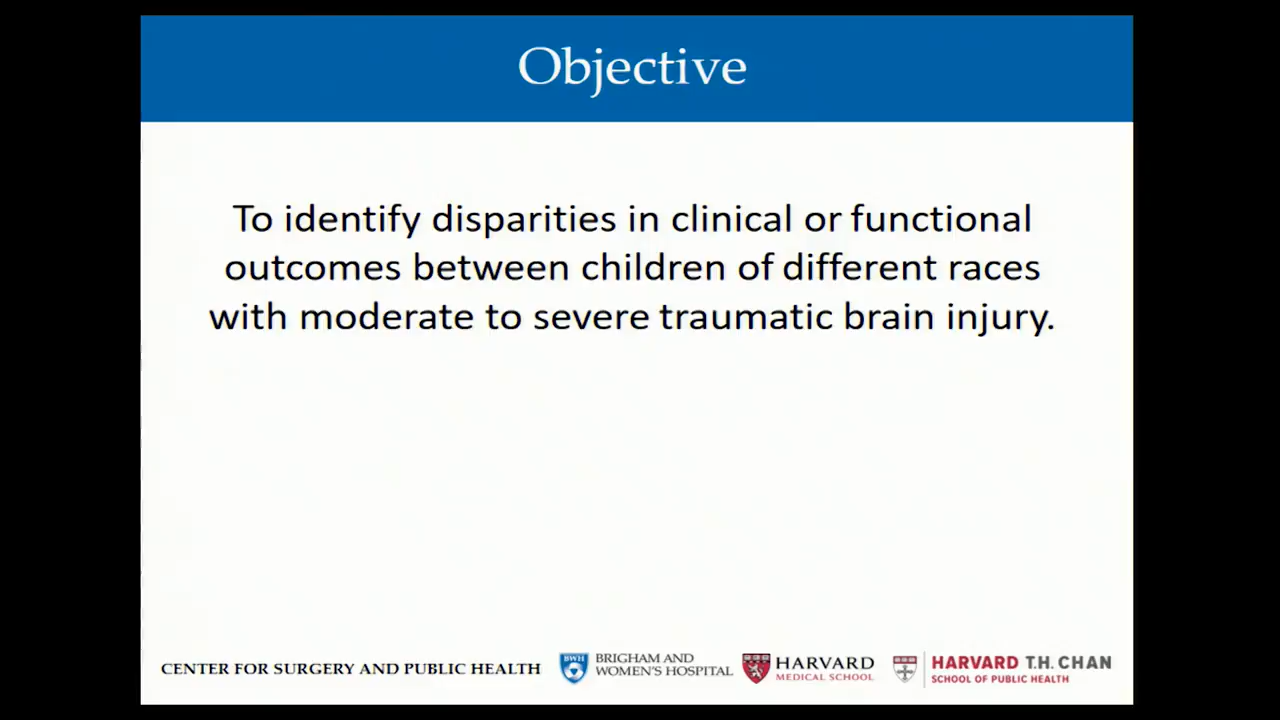 Objective
To identify disparities in clinical or functional
outcomes between children of different races
with moderate to severe traumatic brain injury.
CENTER FOR SURGERY AND PUBLIC HEALTH
BWH
BRIGHAM AND
WOMEN'S HOSPITAL
HARVARD
MEDICAL SCHOOL
HARVARD T.H. CHAN
SCHOOL OF PUBLIC HEALTH